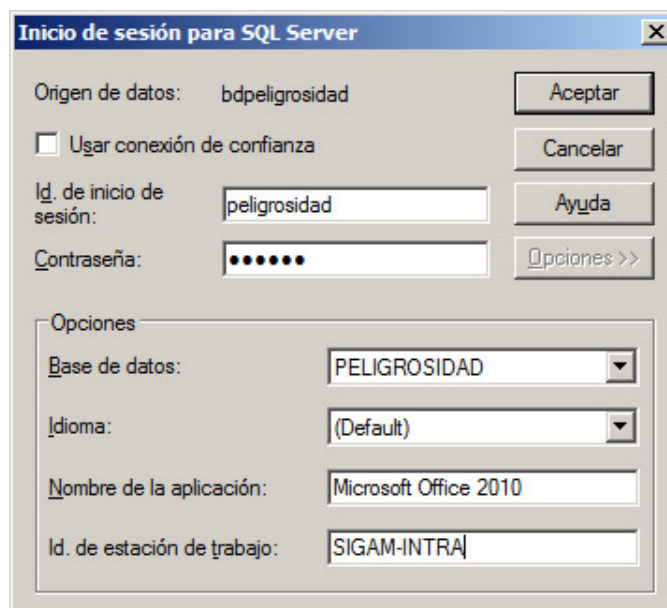 Inicio de sesión para SQL Server
Origen de datos: bdpeligrosidad Aceptar
Usar conexión de confianza Cancelar
Id. de inicio de
sesión: peligrosidad Ayuda
Contraseña: ●●●●●● Opciones >>
Opciones
Base de datos: PELIGROSIDAD
Idioma: (Default)
Nombre de la aplicación: Microsoft Office 2010
Id. de estación de trabajo: SIGAM-INTRA